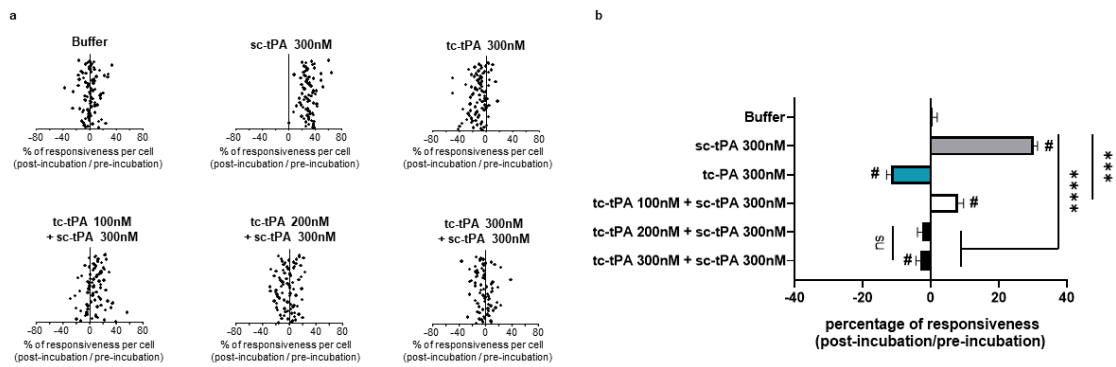 a
Buffer
-80 -40 0 40 80
% of responsiveness per cell
(post-incubation / pre-incubation)
sc-tPA 300nM
-80 -40 0 40 80
% of responsiveness per cell
(post-incubation / pre-incubation)
tc-tPA 300nM
-80 -40 0 40 80
% of responsiveness per cell
(post-incubation / pre-incubation)
tc-tPA 100nM
+ sc-tPA 300nM
-80 -40 0 40 80
% of responsiveness per cell
(post-incubation / pre-incubation)
tc-tPA 200nM
+ sc-tPA 300nM
-80 -40 0 40 80
% of responsiveness per cell
(post-incubation / pre-incubation)
tc-tPA 300nM
+ sc-tPA 300nM
-80 -40 0 40 80
% of responsiveness per cell
(post-incubation / pre-incubation)
b
Buffer
sc-tPA 300nM #
tc-PA 300nM #
tc-tPA 100nM + sc-tPA 300nM #
tc-tPA 200nM + sc-tPA 300nM
tc-tPA 300nM + sc-tPA 300nM #
ns
****
***
-40 -20 0 20 40
percentage of responsiveness
(post-incubation/pre-incubation)